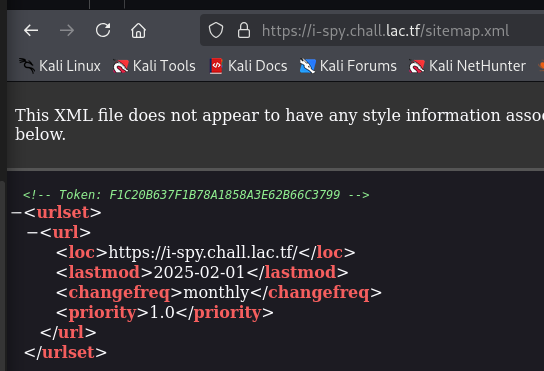 https://i-spy.chall.lac.tf/sitemap.xml
Kali Linux Kali Tools Kali Docs Kali Forums Kali NetHunter
This XML file does not appear to have any style information
below.
<!-- Token: F1C20B637F1B78A1858A3E62B66C3799 -->
−<urlset>
−<url>
<loc>https://i-spy.chall.lac.tf/</loc>
<lastmod>2025-02-01</lastmod>
<changefreq>monthly</changefreq>
<priority>1.0</priority>
</url>
</urlset>